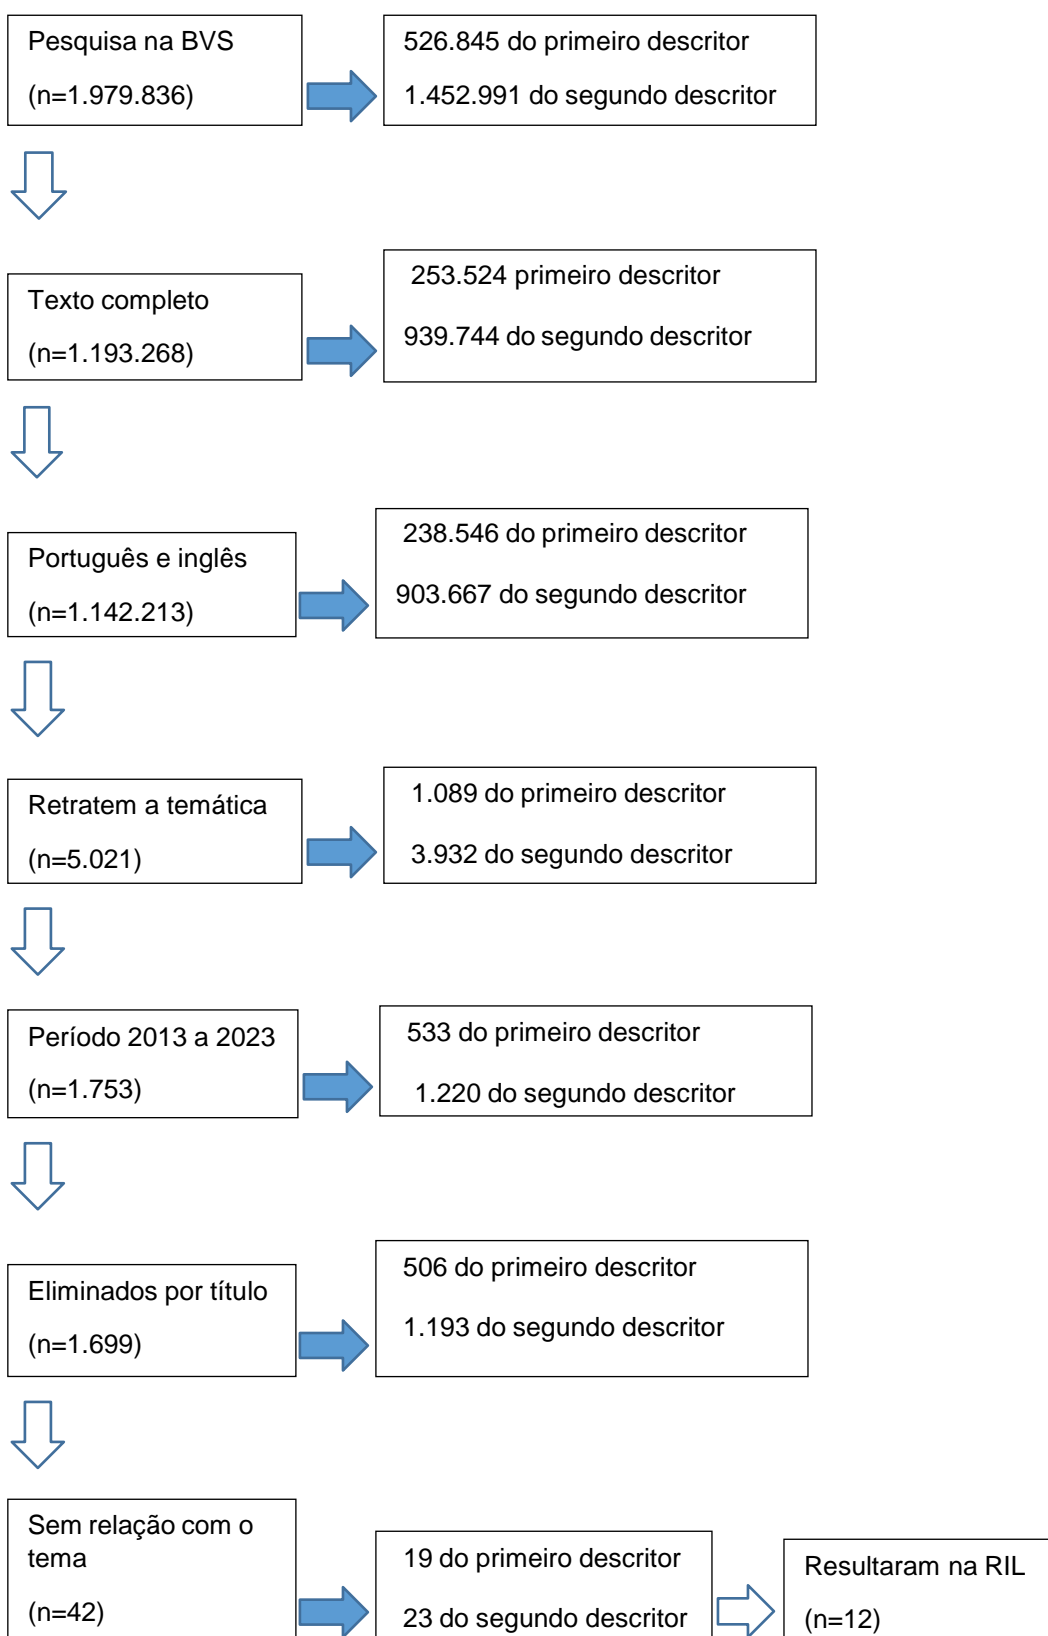 Pesquisa na BVS
(n=1.979.836)
526.845 do primeiro descritor
1.452.991 do segundo descritor
Texto completo
(n=1.193.268)
253.524 primeiro descritor
939.744 do segundo descritor
Português e inglês
(n=1.142.213)
238.546 do primeiro descritor
903.667 do segundo descritor
Retratem a temática
(n=5.021)
1.089 do primeiro descritor
3.932 do segundo descritor
Período 2013 a 2023
(n=1.753)
533 do primeiro descritor
1.220 do segundo descritor
Eliminados por título
(n=1.699)
506 do primeiro descritor
1.193 do segundo descritor
Sem relação com o
tema
(n=42)
19 do primeiro descritor
23 do segundo descritor
Resultaram na RIL
(n=12)